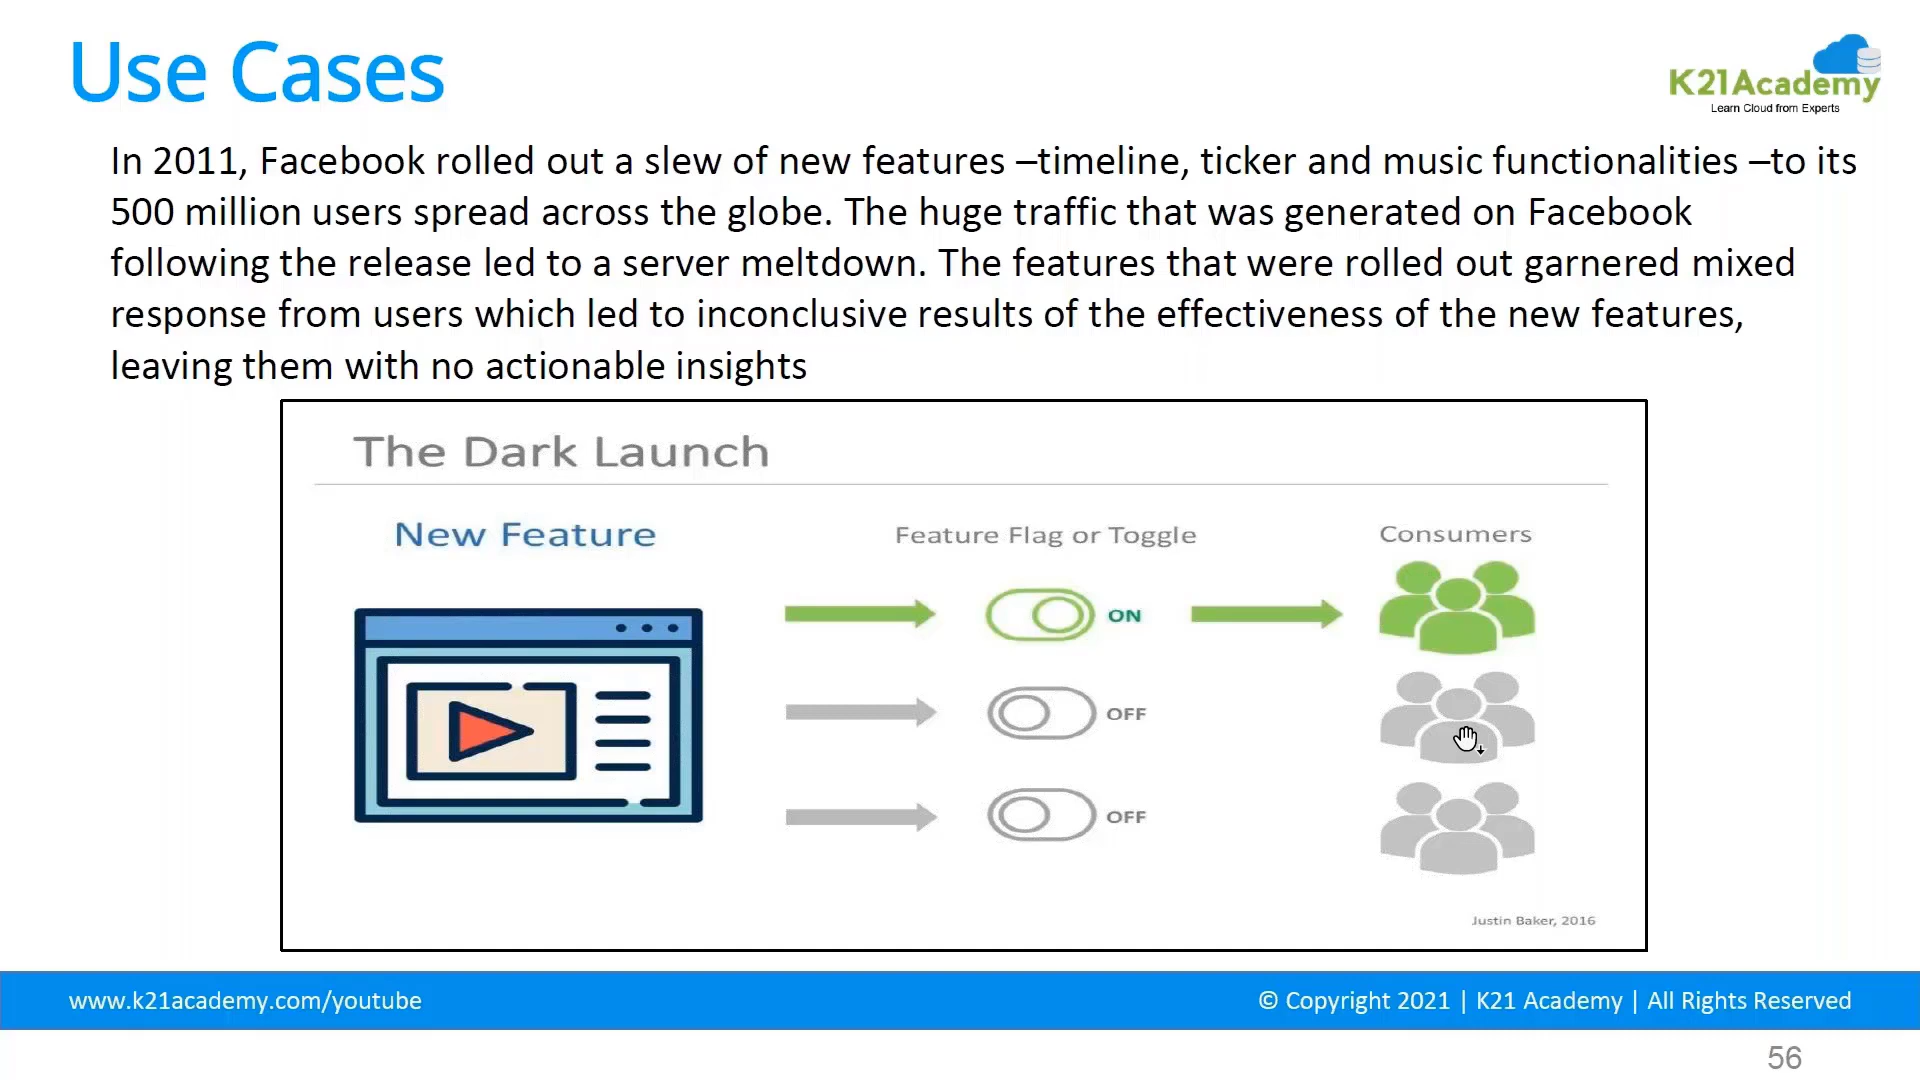 Use Cases
K21Academy
Learn Cloud from Experts
In 2011, Facebook rolled out a slew of new features –timeline, ticker and music functionalities –to its
500 million users spread across the globe. The huge traffic that was generated on Facebook
following the release led to a server meltdown. The features that were rolled out garnered mixed
response from users which led to inconclusive results of the effectiveness of the new features,
leaving them with no actionable insights
The Dark Launch
New Feature
Feature Flag or Toggle
Consumers
ON
OFF
OFF
Justin Baker, 2016
www.k21academy.com/youtube
© Copyright 2021 | K21 Academy | All Rights Reserved
56